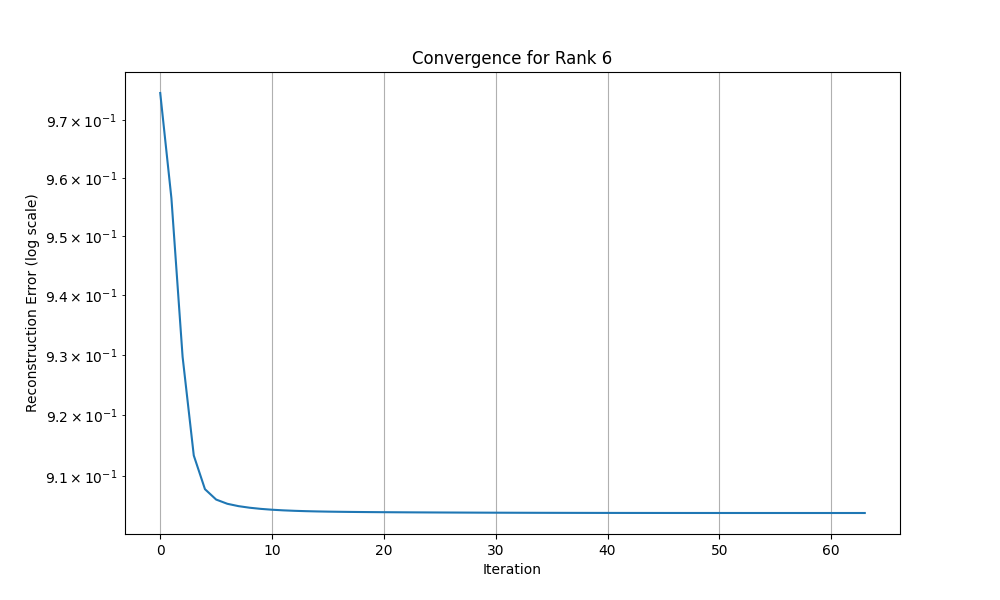 Convergence for Rank 6
Reconstruction Error (log scale)
9.7 × 10⁻¹
9.6 × 10⁻¹
9.5 × 10⁻¹
9.4 × 10⁻¹
9.3 × 10⁻¹
9.2 × 10⁻¹
9.1 × 10⁻¹
0 10 20 30 40 50 60
Iteration